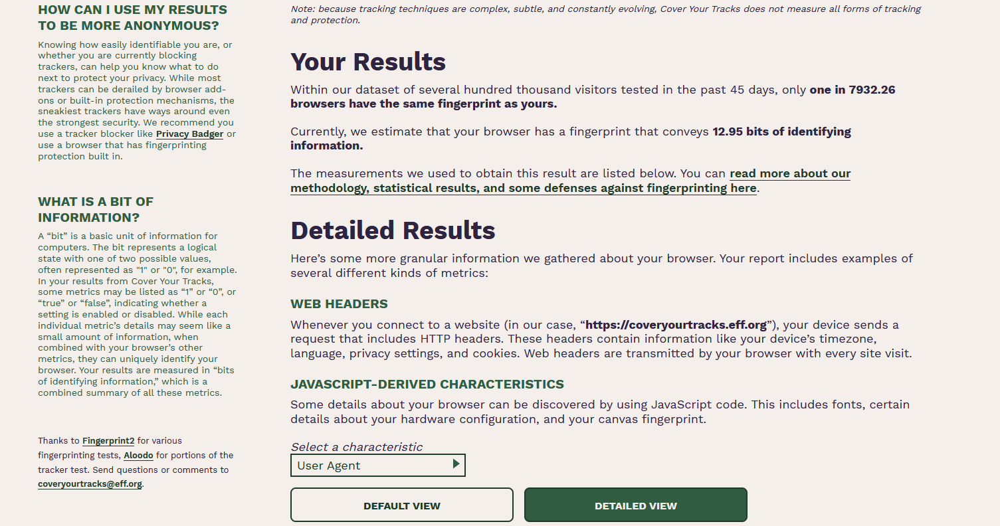 HOW CAN I USE MY RESULTS
TO BE MORE ANONYMOUS?
Knowing how easily identifiable you are, or
whether you are currently blocking
trackers, can help you know what to do
next to protect your privacy. While most
trackers can be derailed by browser add-
ons or built-in protection mechanisms, the
sneakiest trackers have ways around even
the strongest security. We recommend you
use a tracker blocker like Privacy Badger or
use a browser that has fingerprinting
protection built in.
WHAT IS A BIT OF
INFORMATION?
A “bit” is a basic unit of information for
computers. The bit represents a logical
state with one of two possible values,
often represented as "1" or "0", for example.
In your results from Cover Your Tracks,
some metrics may be listed as “1” or “0”, or
“true” or “false”, indicating whether a
setting is enabled or disabled. While each
individual metric’s details may seem like a
small amount of information, when
combined with your browser’s other
metrics, they can uniquely identify your
browser. Your results are measured in “bits
of identifying information,” which is a
combined summary of all these metrics.
Thanks to Fingerprint2 for various
fingerprinting tests, Aloodo for portions of the
tracker test. Send questions or comments to
coveryourtracks@eff.org.
Note: because tracking techniques are complex, subtle, and constantly evolving, Cover Your Tracks does not measure all forms of tracking
and protection.
Your Results
Within our dataset of several hundred thousand visitors tested in the past 45 days, only one in 7932.26
browsers have the same fingerprint as yours.
Currently, we estimate that your browser has a fingerprint that conveys 12.95 bits of identifying
information.
The measurements we used to obtain this result are listed below. You can read more about our
methodology, statistical results, and some defenses against fingerprinting here.
Detailed Results
Here’s some more granular information we gathered about your browser. Your report includes examples of
several different kinds of metrics:
WEB HEADERS
Whenever you connect to a website (in our case, “https://coveryourtracks.eff.org”), your device sends a
request that includes HTTP headers. These headers contain information like your device’s timezone,
language, privacy settings, and cookies. Web headers are transmitted by your browser with every site visit.
JAVASCRIPT-DERIVED CHARACTERISTICS
Some details about your browser can be discovered by using JavaScript code. This includes fonts, certain
details about your hardware configuration, and your canvas fingerprint.
Select a characteristic
User Agent
DEFAULT VIEW
DETAILED VIEW